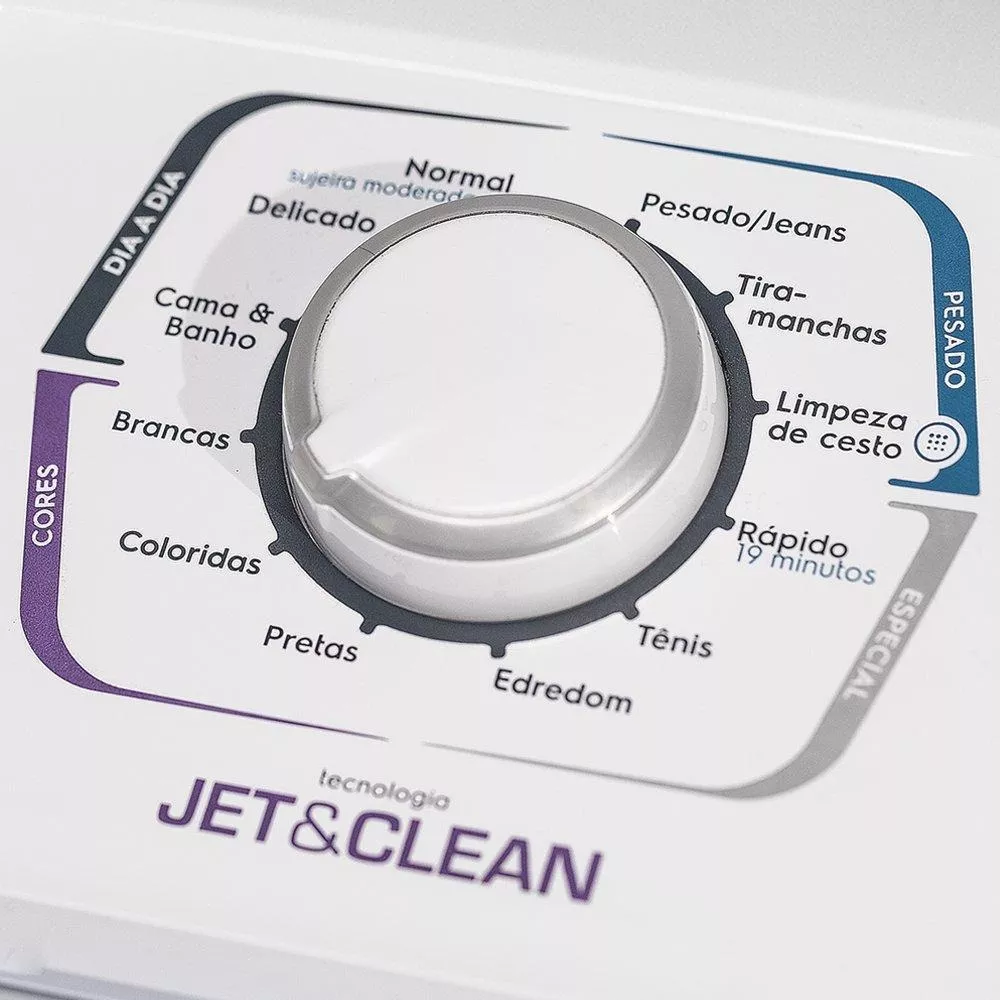 DIA A DIA
Normal
sujeira moderada
Delicado
Cama &
Banho
PESADO
Pesado/Jeans
Tira-
manchas
Limpeza
de cesto
CORES
Brancas
Coloridas
Pretas
ESPECIAL
Rápido
19 minutos
Tênis
Edredom
tecnologia
JET&CLEAN